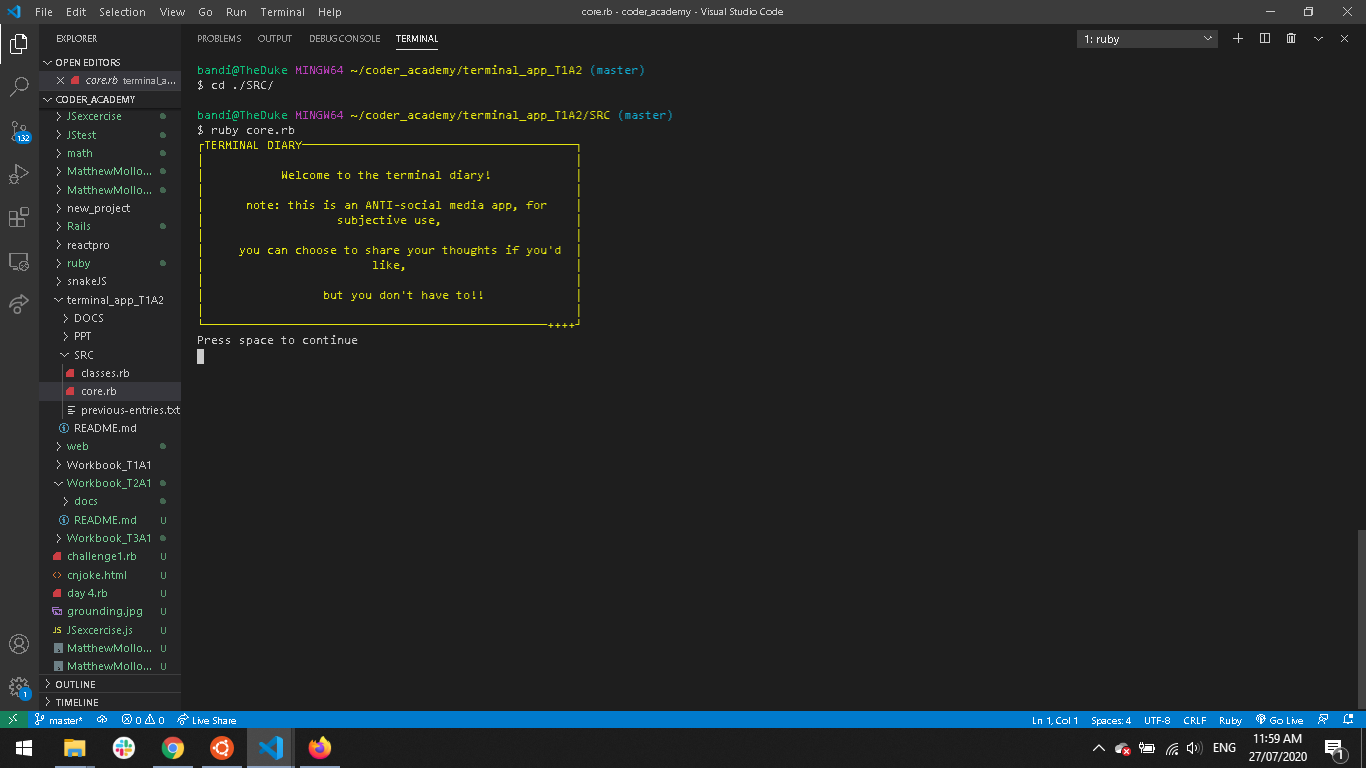 File Edit Selection View Go Run Terminal Help
core.rb - coder_academy - Visual Studio Code
EXPLORER
OPEN EDITORS
core.rb terminal_a...
CODER_ACADEMY
JSexcercise
JStest
math
MatthewMollo...
MatthewMollo...
new_project
Rails
reactpro
ruby
snakeJS
terminal_app_T1A2
DOCS
PPT
SRC
classes.rb
core.rb
previous-entries.txt
README.md
web
Workbook_T1A1
Workbook_T2A1
docs
README.md U
Workbook_T3A1
challenge1.rb U
cnjoke.html U
day 4.rb U
grounding.jpg U
JS JSexcercise.js U
MatthewMollo... U
MatthewMollo... U
OUTLINE
TIMELINE
132
1
PROBLEMS OUTPUT DEBUG CONSOLE TERMINAL
1: ruby
bandi@TheDuke MINGW64 ~/coder_academy/terminal_app_T1A2 (master)
$ cd ./SRC/
bandi@TheDuke MINGW64 ~/coder_academy/terminal_app_T1A2/SRC (master)
$ ruby core.rb
TERMINAL DIARY
Welcome to the terminal diary!
note: this is an ANTI-social media app, for
subjective use,
you can choose to share your thoughts if you'd
like,
but you don't have to!!
++++
Press space to continue
master* 0 0 Live Share
Ln 1, Col 1 Spaces: 4 UTF-8 CRLF Ruby Go Live
ENG
11:59 AM
27/07/2020
1